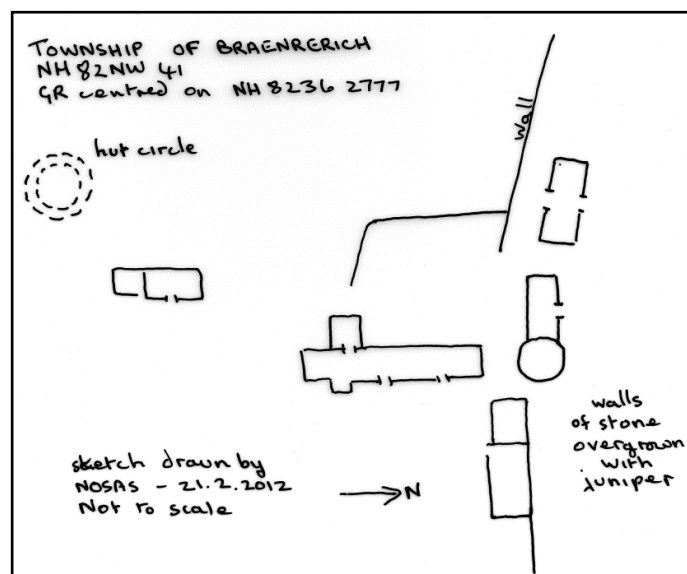 TOWNSHIP OF BRAENRERICH
NH 82NW 41
GR centred on NH 8236 2777
hut circle
Wall
walls
of stone
overgrown
with
juniper
sketch drawn by
NOSAS - 21.2.2012
Not to scale
N